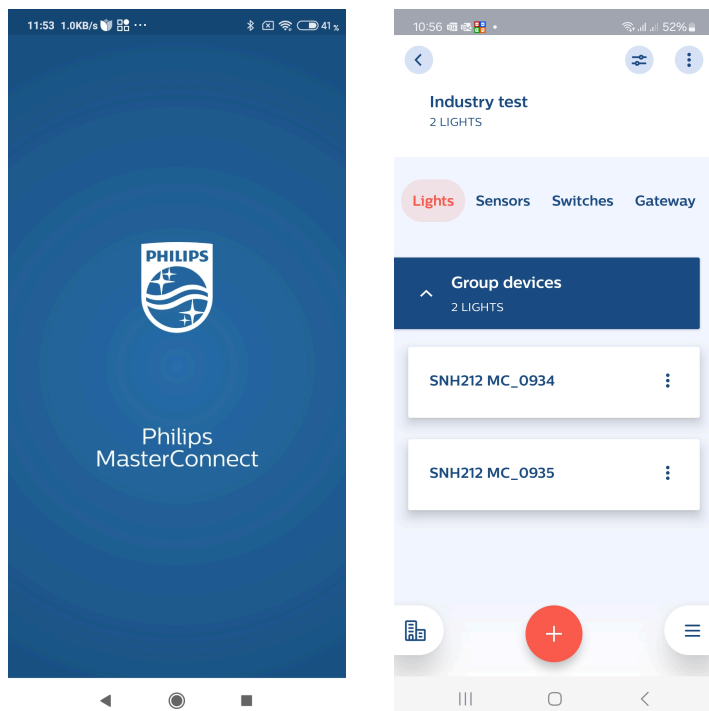 11:53 1.0KB/s
41 %
PHILIPS
Philips
MasterConnect
10:56
52%
Industry test
2 LIGHTS
Lights Sensors Switches Gateway
Group devices
2 LIGHTS
SNH212 MC_0934
SNH212 MC_0935